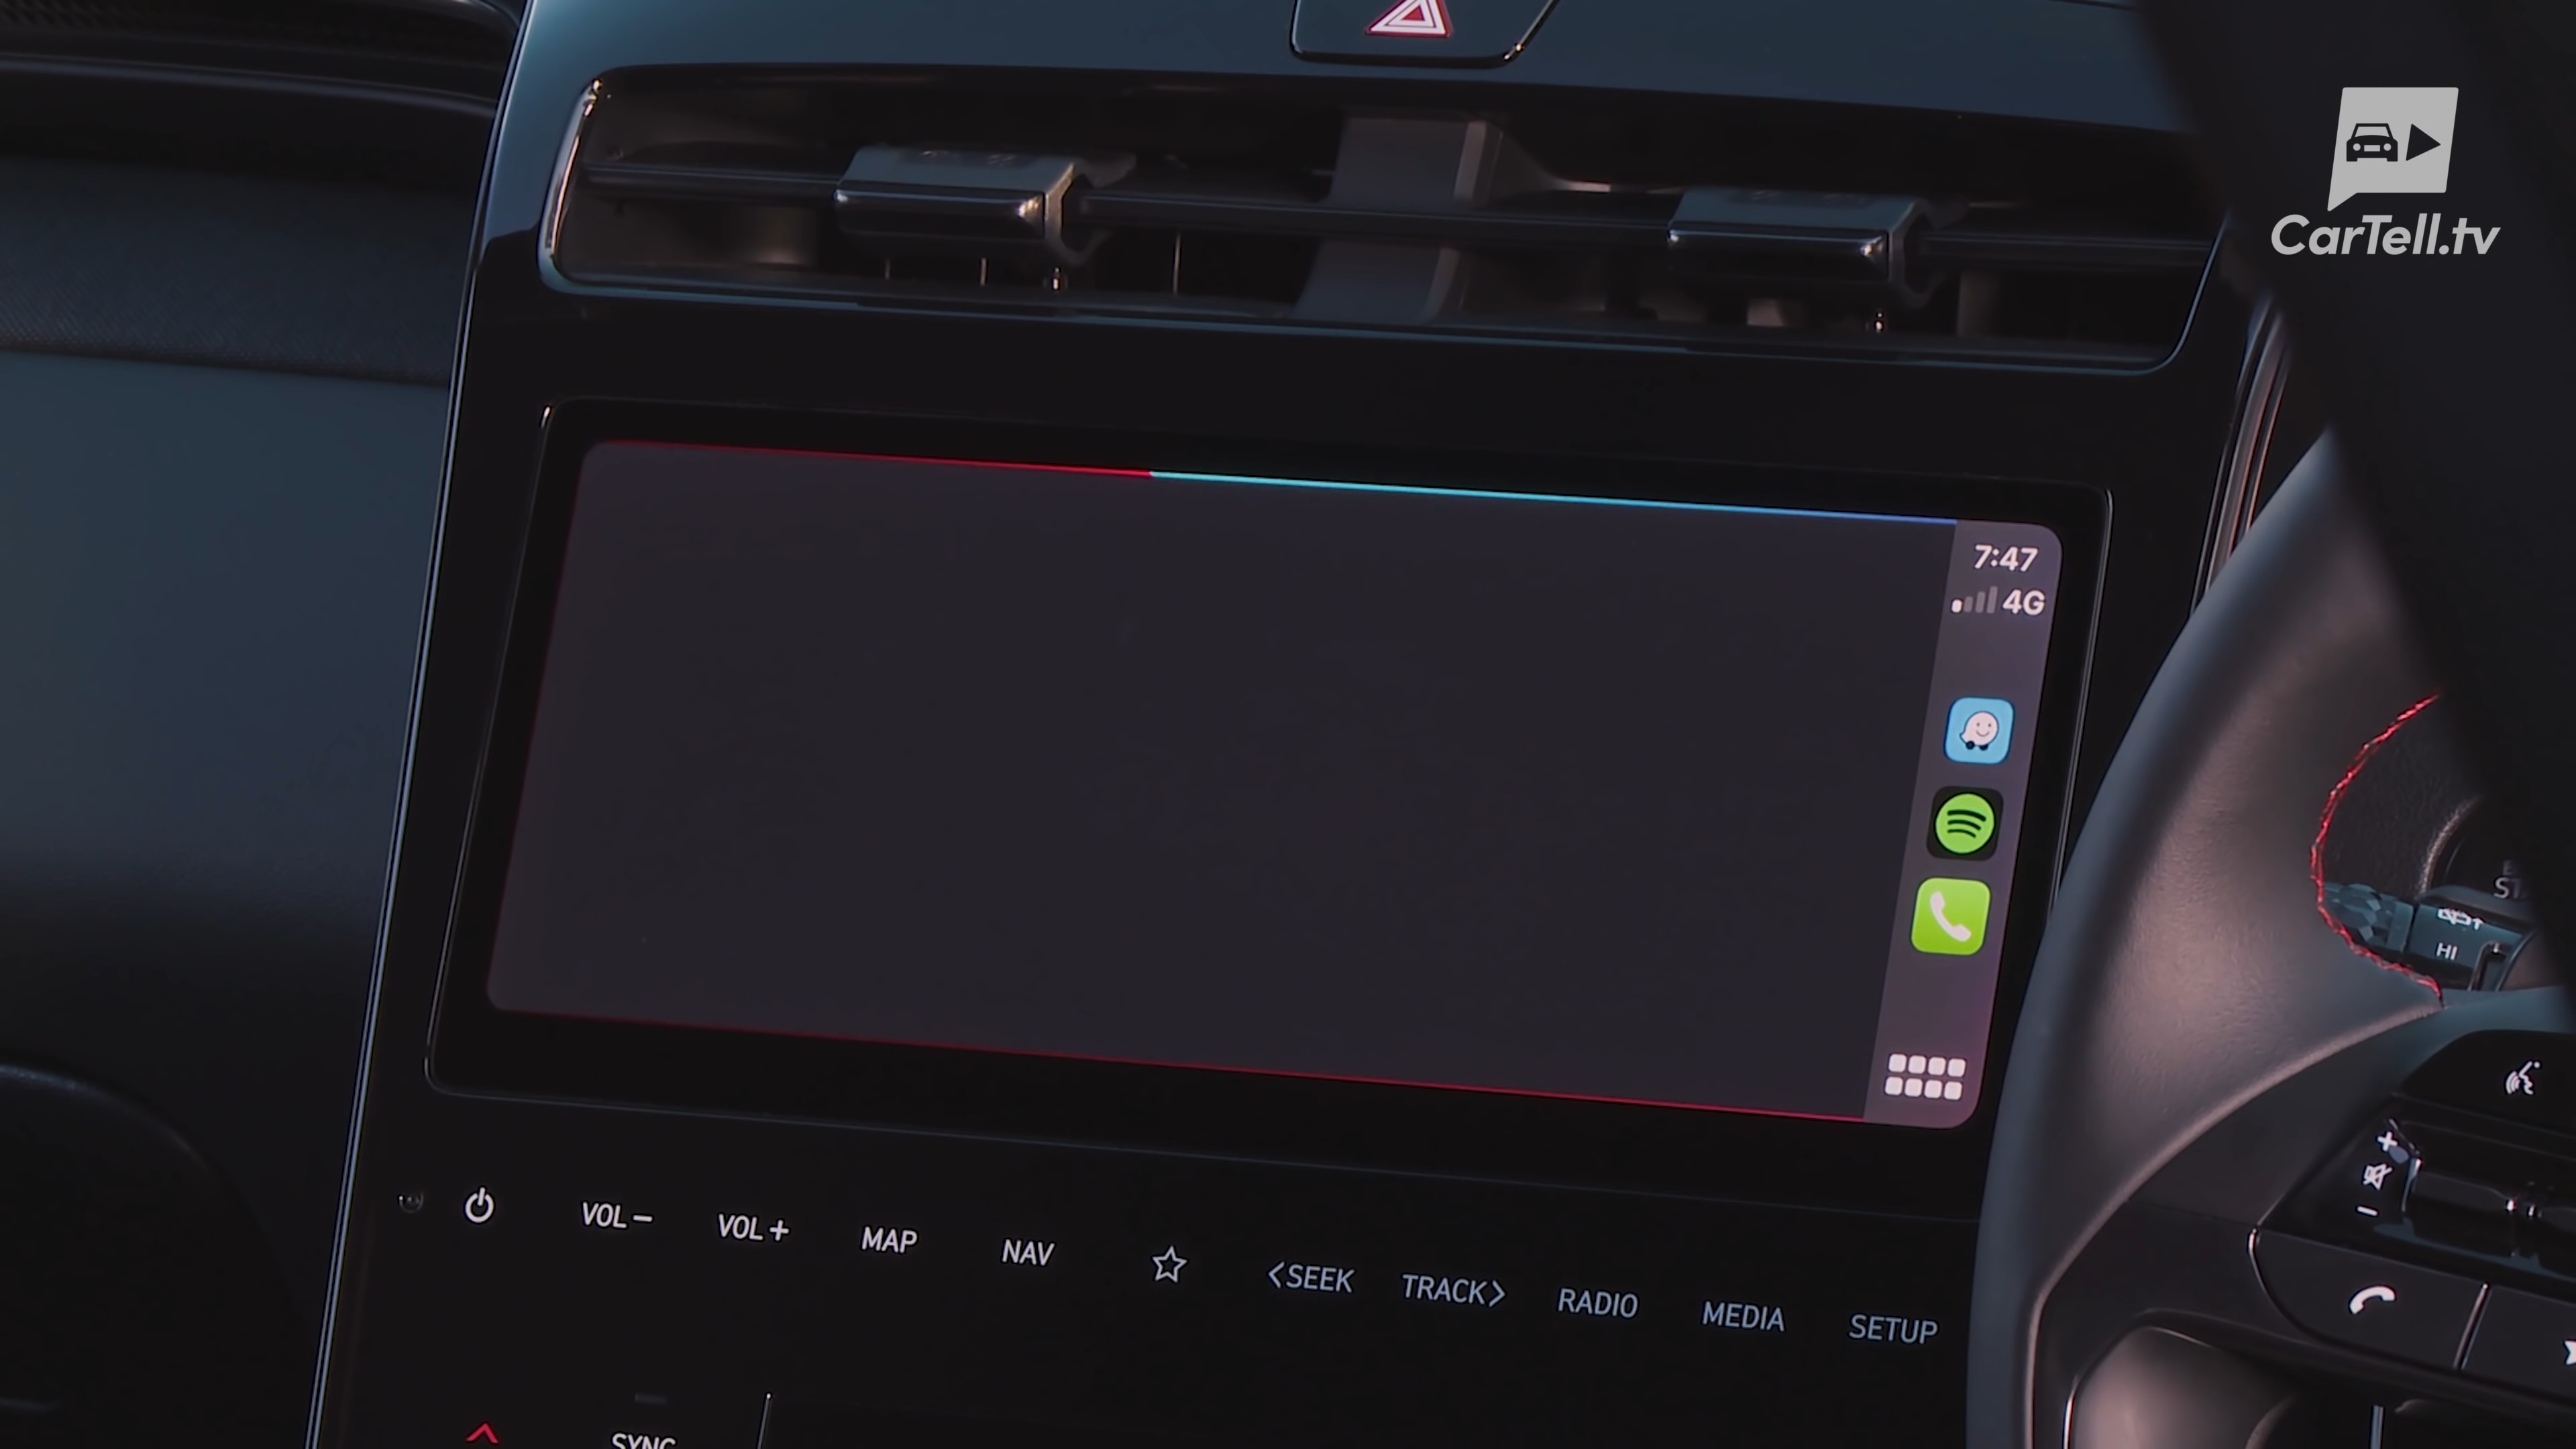 CarTell.tv
7:47
4G
HI
VOL− VOL+ MAP NAV <SEEK TRACK> RADIO MEDIA SETUP
SYNC